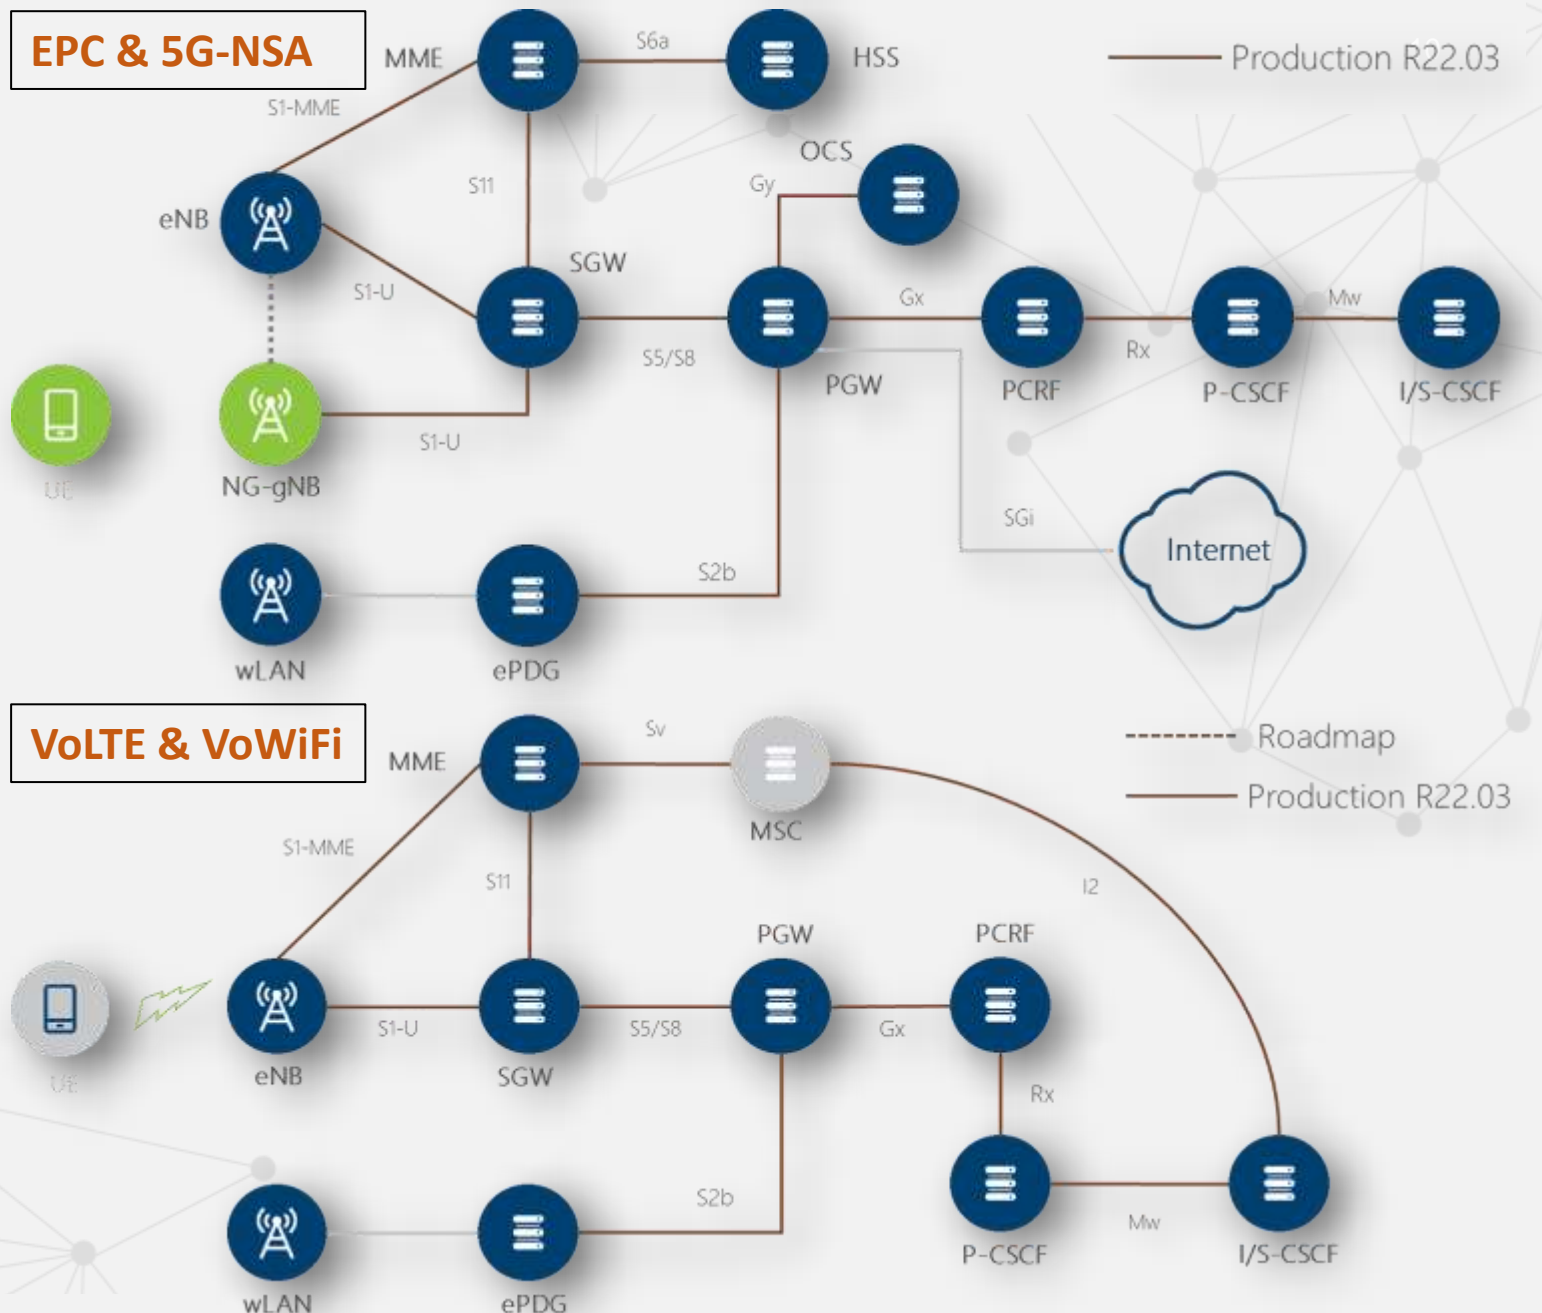 EPC & 5G-NSA
MME
S6a
HSS
Production R22.03
S1-MME
OCS
Gy
S11
eNB
SGW
S1-U
Gx
Mw
S5/S8
Rx
PGW
PCRF
P-CSCF
I/S-CSCF
S1-U
UE
NG-gNB
SGi
Internet
S2b
wLAN
ePDG
VoLTE & VoWiFi
MME
Sv
MSC
Roadmap
Production R22.03
S1-MME
S11
I2
PGW
PCRF
S1-U
S5/S8
Gx
UE
eNB
SGW
Rx
S2b
Mw
P-CSCF
I/S-CSCF
wLAN
ePDG